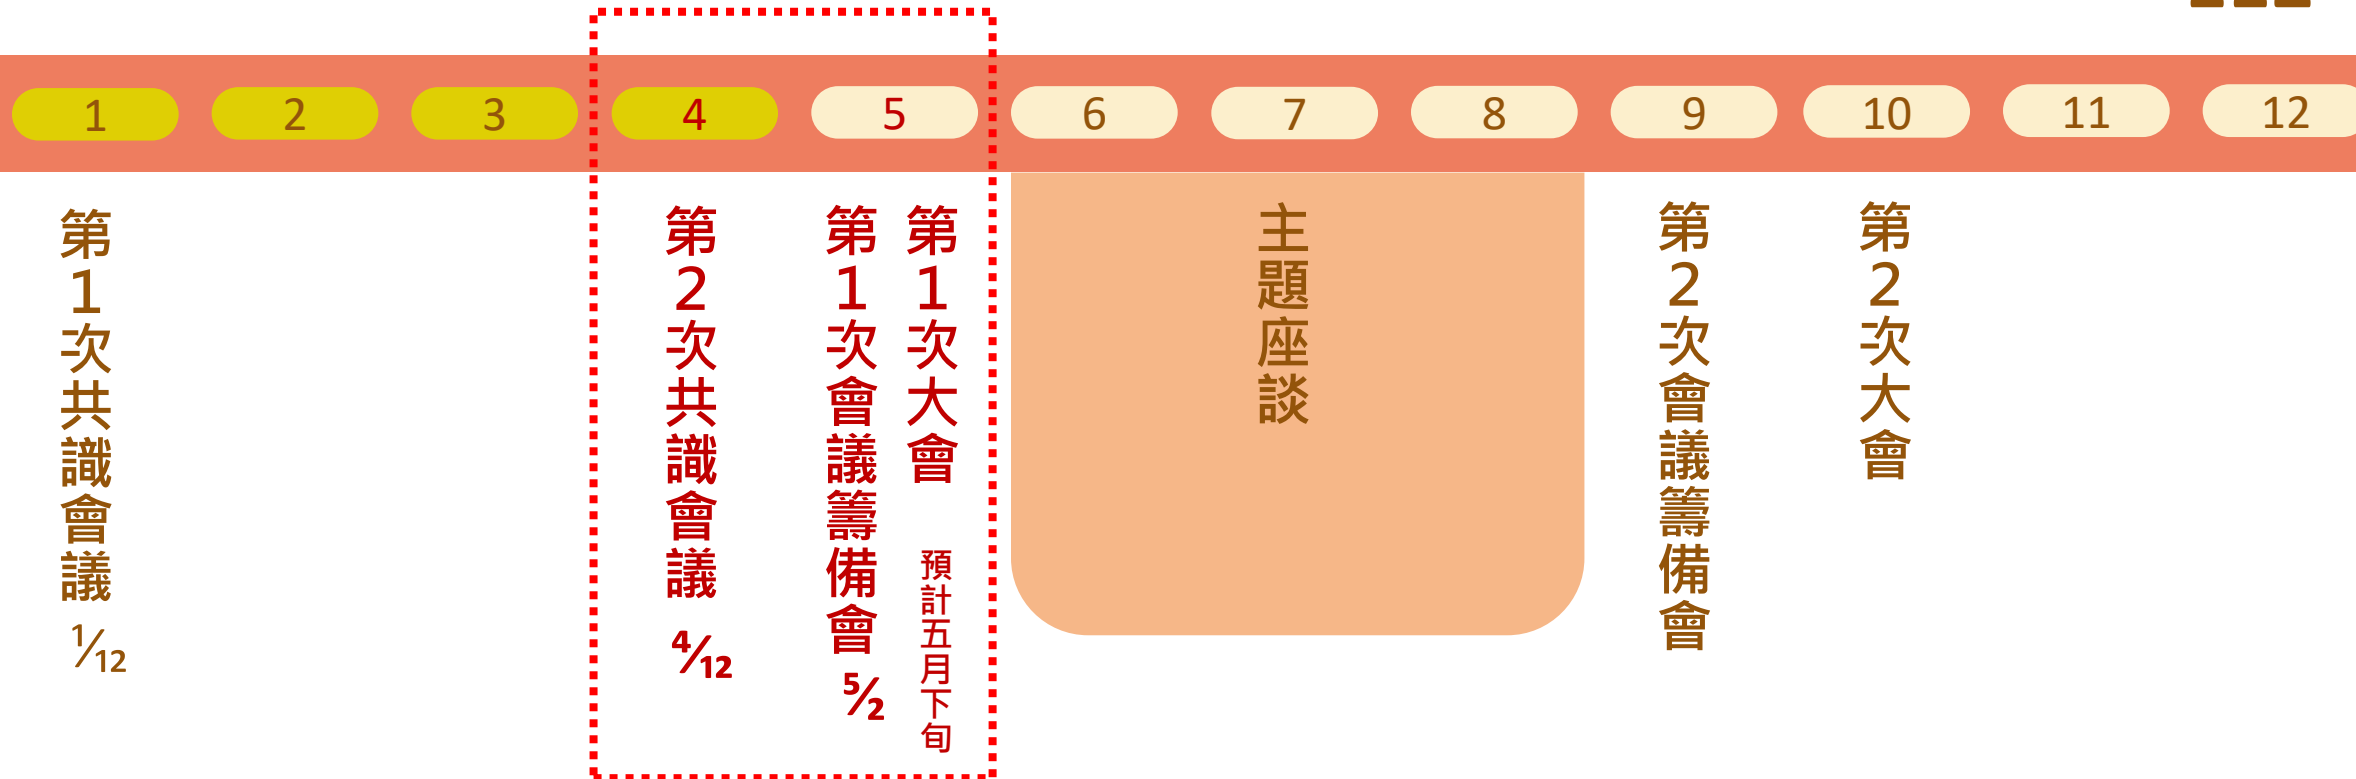 1 2 3 4 5 6 7 8 9 10 11 12
第1次共識會議 1/12
第2次共識會議 4/12
第1次會議籌備會 5/2
第1次大會 預計五月下旬
主題座談
第2次會議籌備會
第2次大會